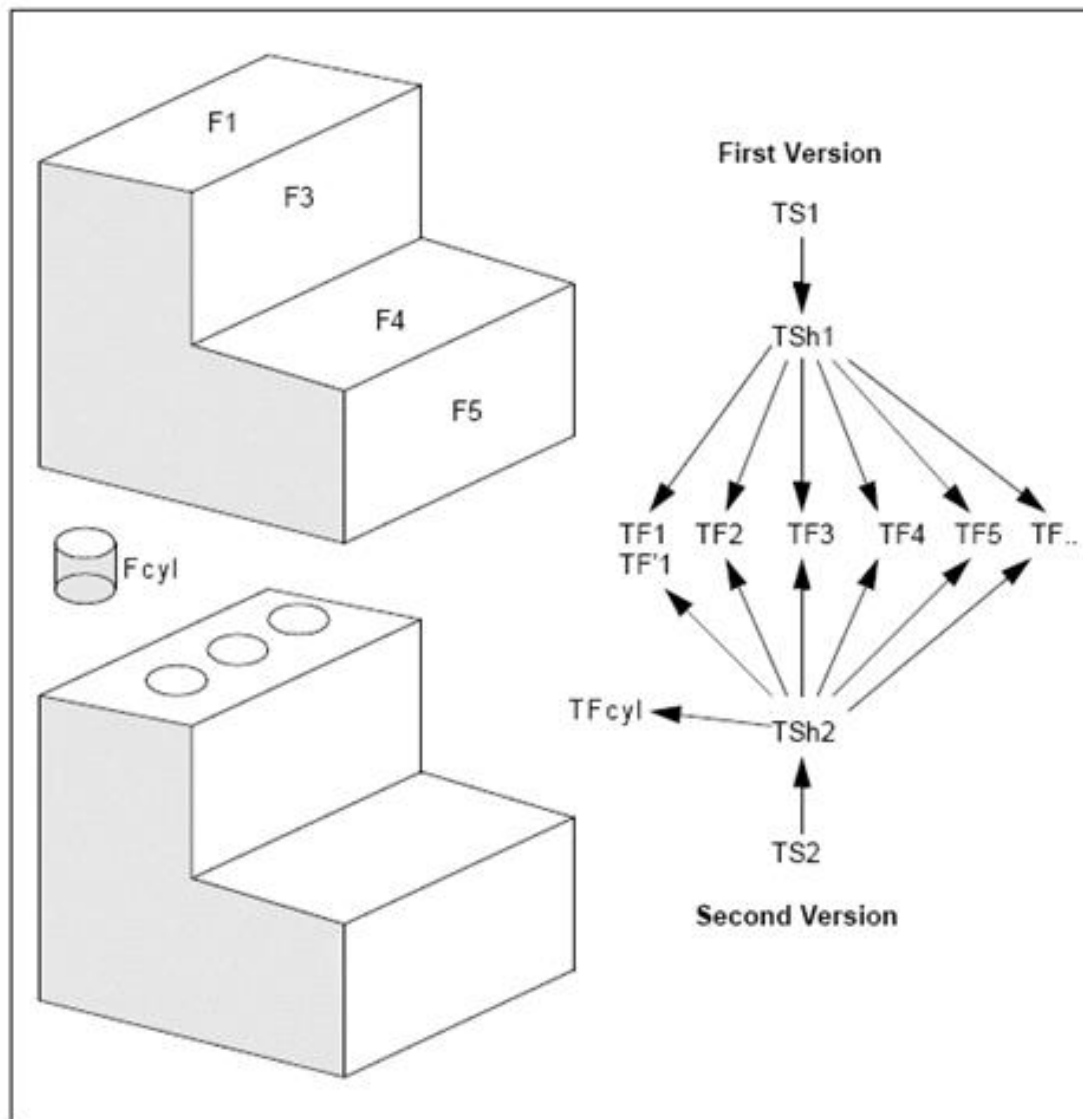 F1
F3
F4
F5
Fcyl
First Version
TS1
TSh1
TF1 TF2 TF3 TF4 TF5 TF..
TF'1
TFcyl
TSh2
TS2
Second Version